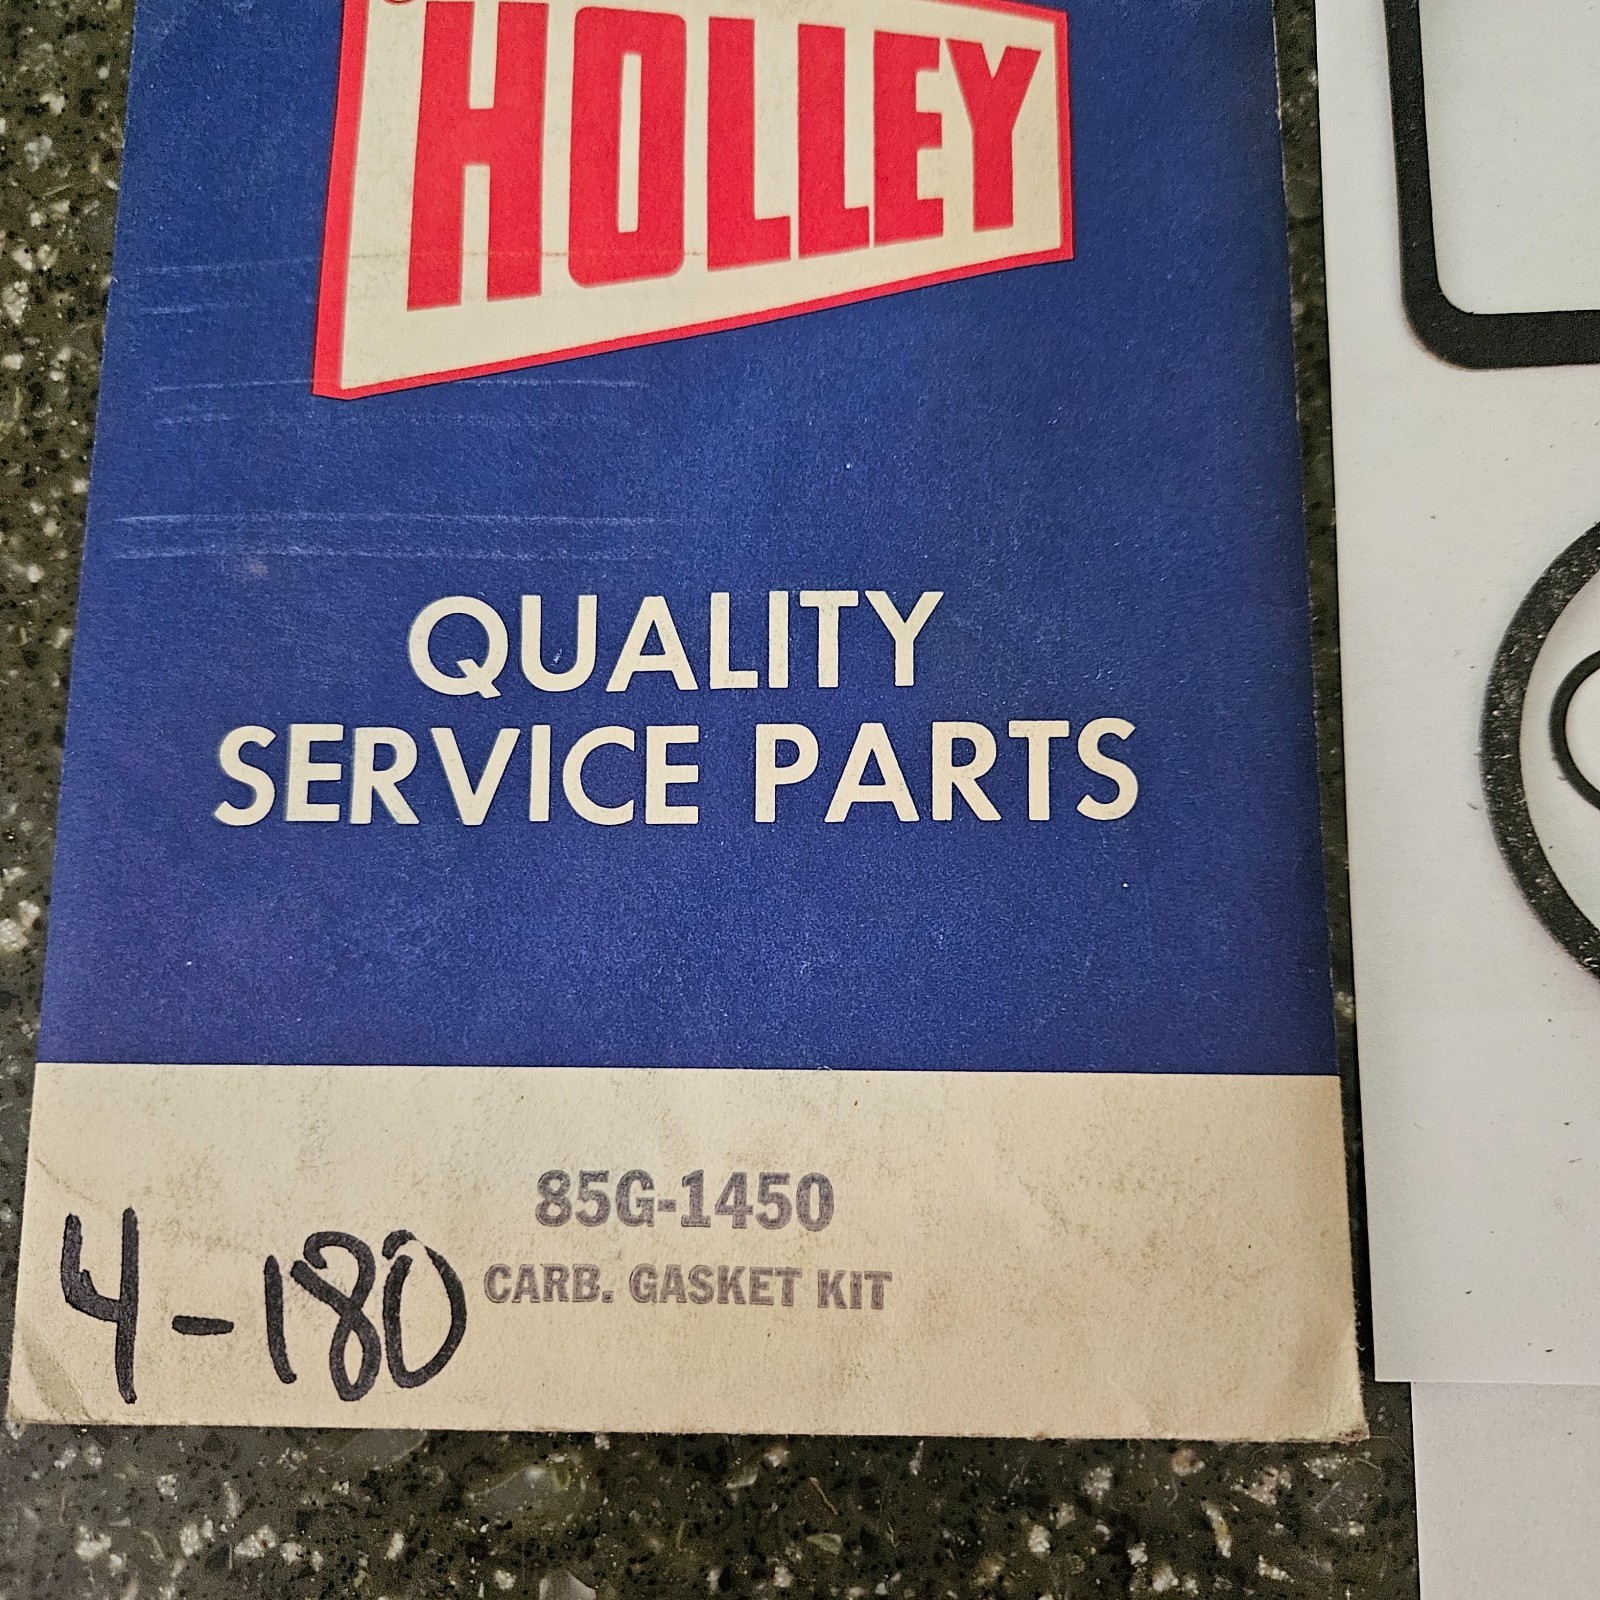 HOLLEY
QUALITY
SERVICE PARTS
85G-1450
CARB. GASKET KIT
4-180